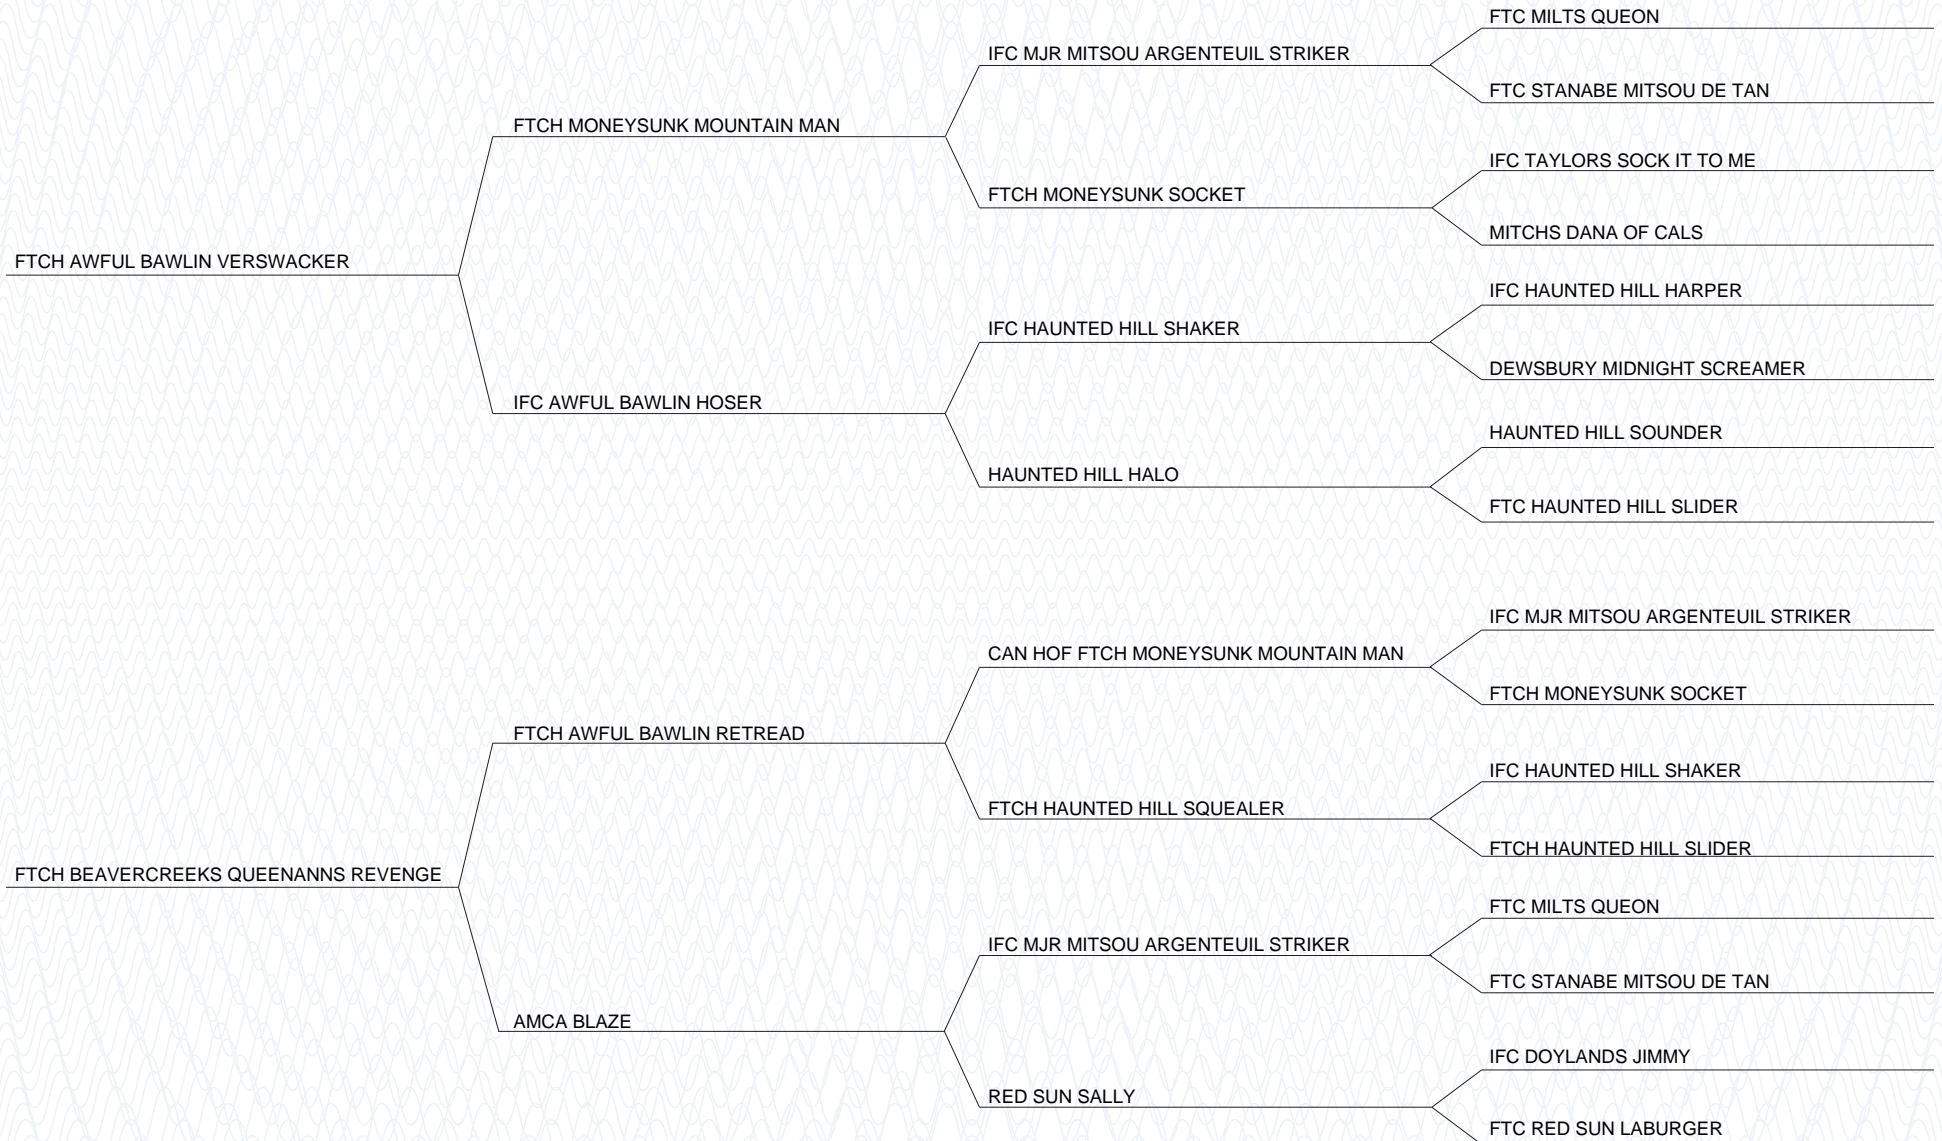 FTCH AWFUL BAWLIN VERSWACKER
FTCH MONEYSUNK MOUNTAIN MAN
IFC MJR MITSOU ARGENTEUIL STRIKER
FTC MILTS QUEON
FTC STANABE MITSOU DE TAN
FTCH MONEYSUNK SOCKET
IFC TAYLORS SOCK IT TO ME
MITCHS DANA OF CALS
IFC AWFUL BAWLIN HOSER
IFC HAUNTED HILL SHAKER
IFC HAUNTED HILL HARPER
DEWSBURY MIDNIGHT SCREAMER
HAUNTED HILL HALO
HAUNTED HILL SOUNDER
FTC HAUNTED HILL SLIDER
FTCH BEAVERCREEKS QUEENANNS REVENGE
FTCH AWFUL BAWLIN RETREAD
CAN HOF FTCH MONEYSUNK MOUNTAIN MAN
IFC MJR MITSOU ARGENTEUIL STRIKER
FTCH MONEYSUNK SOCKET
FTCH HAUNTED HILL SQUEALER
IFC HAUNTED HILL SHAKER
FTCH HAUNTED HILL SLIDER
AMCA BLAZE
IFC MJR MITSOU ARGENTEUIL STRIKER
FTC MILTS QUEON
FTC STANABE MITSOU DE TAN
RED SUN SALLY
IFC DOYLANDS JIMMY
FTC RED SUN LABURGER